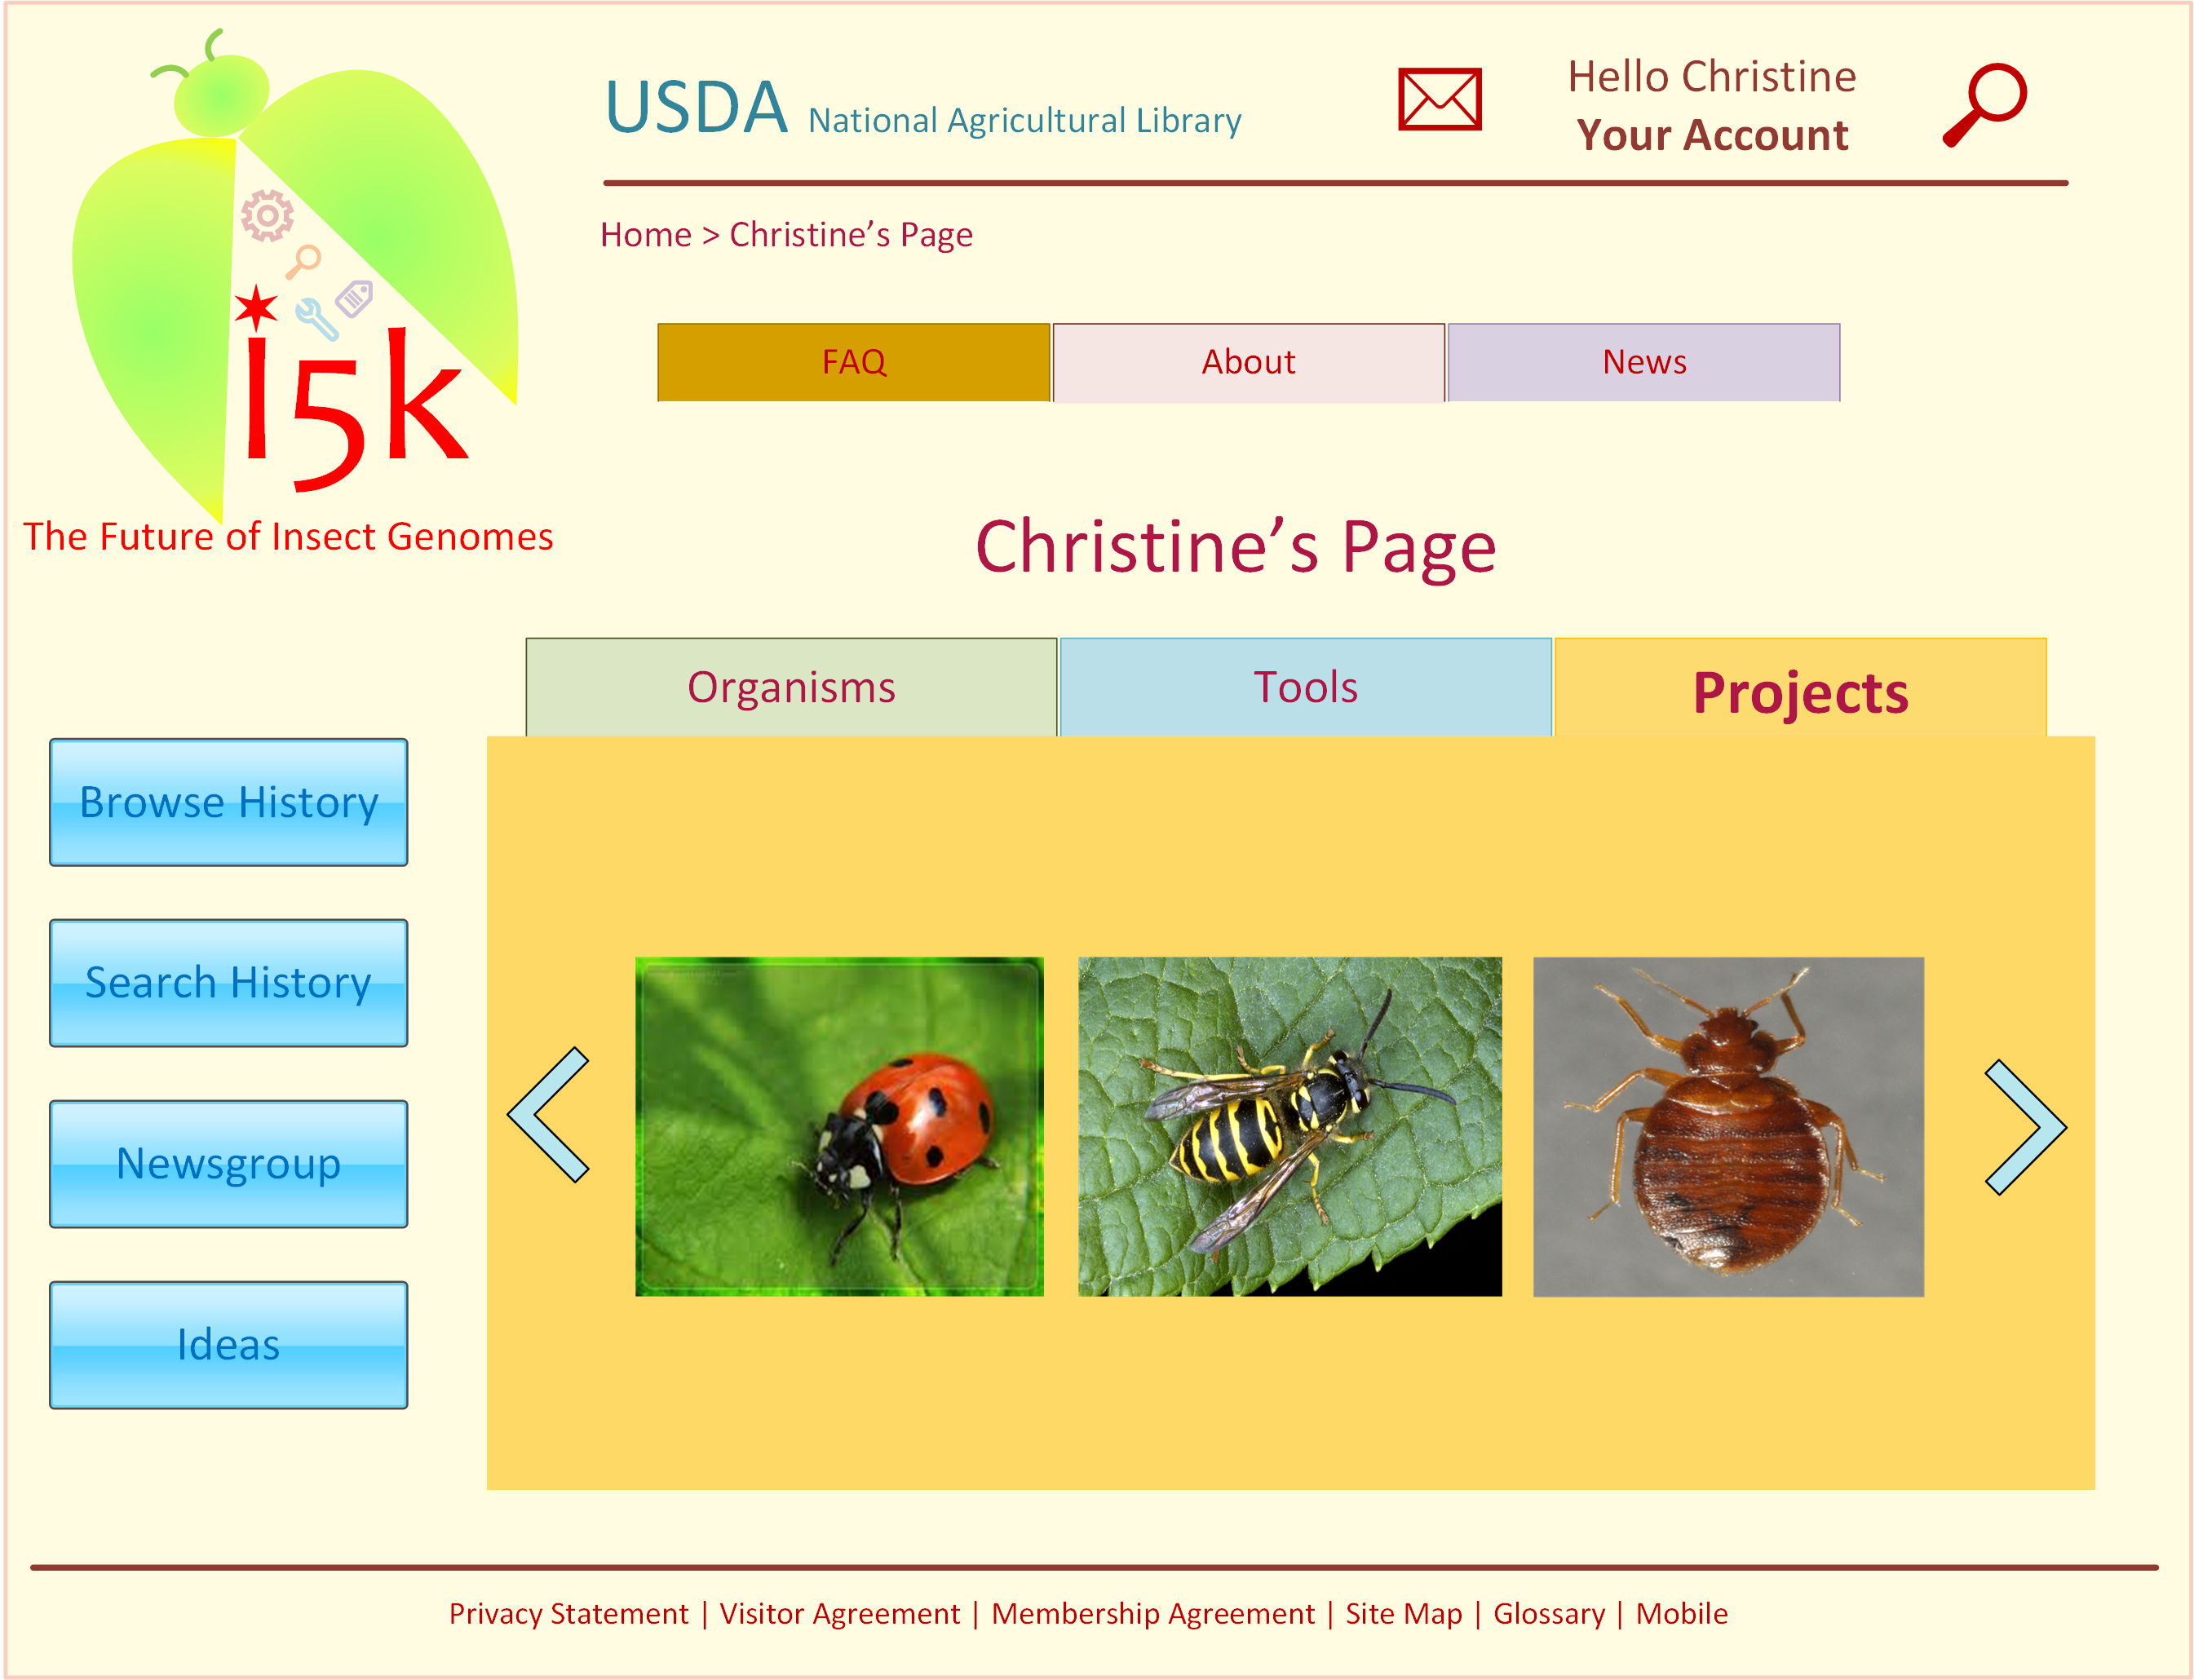 USDA National Agricultural Library
Hello Christine
Your Account
Home > Christine’s Page
i5k
The Future of Insect Genomes
FAQ
About
News
Christine’s Page
Organisms
Tools
Projects
Browse History
Search History
Newsgroup
Ideas
Privacy Statement | Visitor Agreement | Membership Agreement | Site Map | Glossary | Mobile